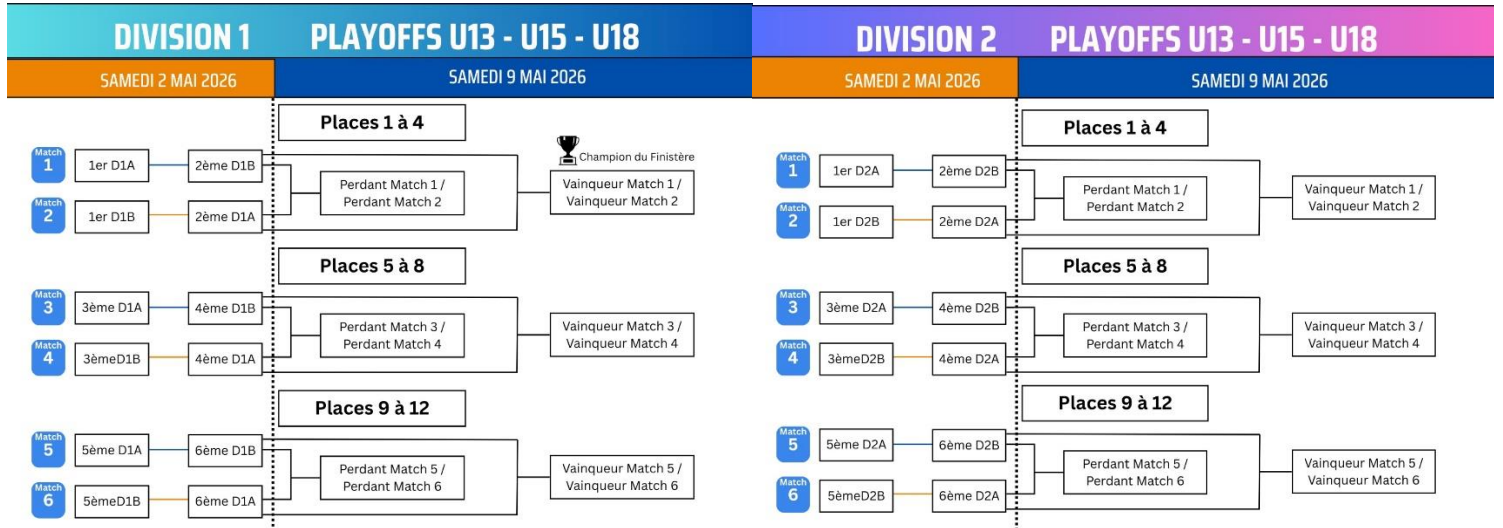 DIVISION 1 PLAYOFFS U13 - U15 - U18
SAMEDI 2 MAI 2026
SAMEDI 9 MAI 2026
Places 1 à 4
Champion du Finistère
Match
1
1er D1A
2ème D1B
Match
2
1er D1B
2ème D1A
Perdant Match 1 /
Perdant Match 2
Vainqueur Match 1 /
Vainqueur Match 2
Places 5 à 8
Match
3
3ème D1A
4ème D1B
Match
4
3èmeD1B
4ème D1A
Perdant Match 3 /
Perdant Match 4
Vainqueur Match 3 /
Vainqueur Match 4
Places 9 à 12
Match
5
5ème D1A
6ème D1B
Match
6
5èmeD1B
6ème D1A
Perdant Match 5 /
Perdant Match 6
Vainqueur Match 5 /
Vainqueur Match 6
DIVISION 2 PLAYOFFS U13 - U15 - U18
SAMEDI 2 MAI 2026
SAMEDI 9 MAI 2026
Places 1 à 4
Match
1
1er D2A
2ème D2B
Match
2
1er D2B
2ème D2A
Perdant Match 1 /
Perdant Match 2
Vainqueur Match 1 /
Vainqueur Match 2
Places 5 à 8
Match
3
3ème D2A
4ème D2B
Match
4
3èmeD2B
4ème D2A
Perdant Match 3 /
Perdant Match 4
Vainqueur Match 3 /
Vainqueur Match 4
Places 9 à 12
Match
5
5ème D2A
6ème D2B
Match
6
5èmeD2B
6ème D2A
Perdant Match 5 /
Perdant Match 6
Vainqueur Match 5 /
Vainqueur Match 6